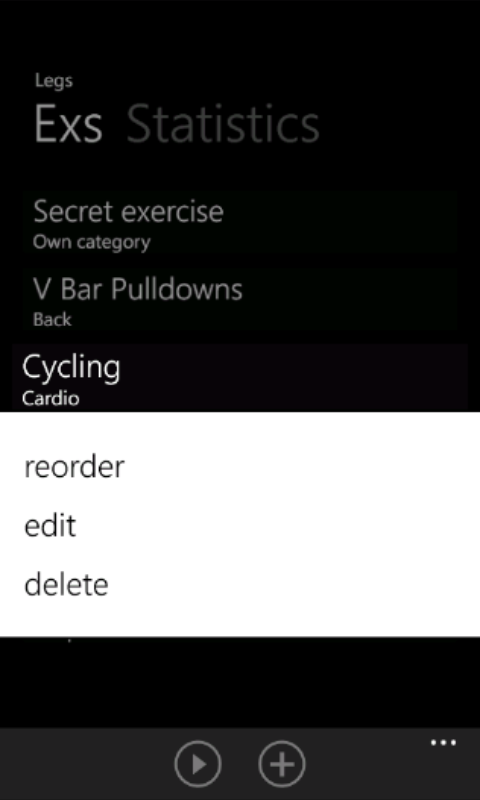 Legs
Exs Statistics
Secret exercise
Own category
V Bar Pulldowns
Back
Cycling
Cardio
reorder
edit
delete